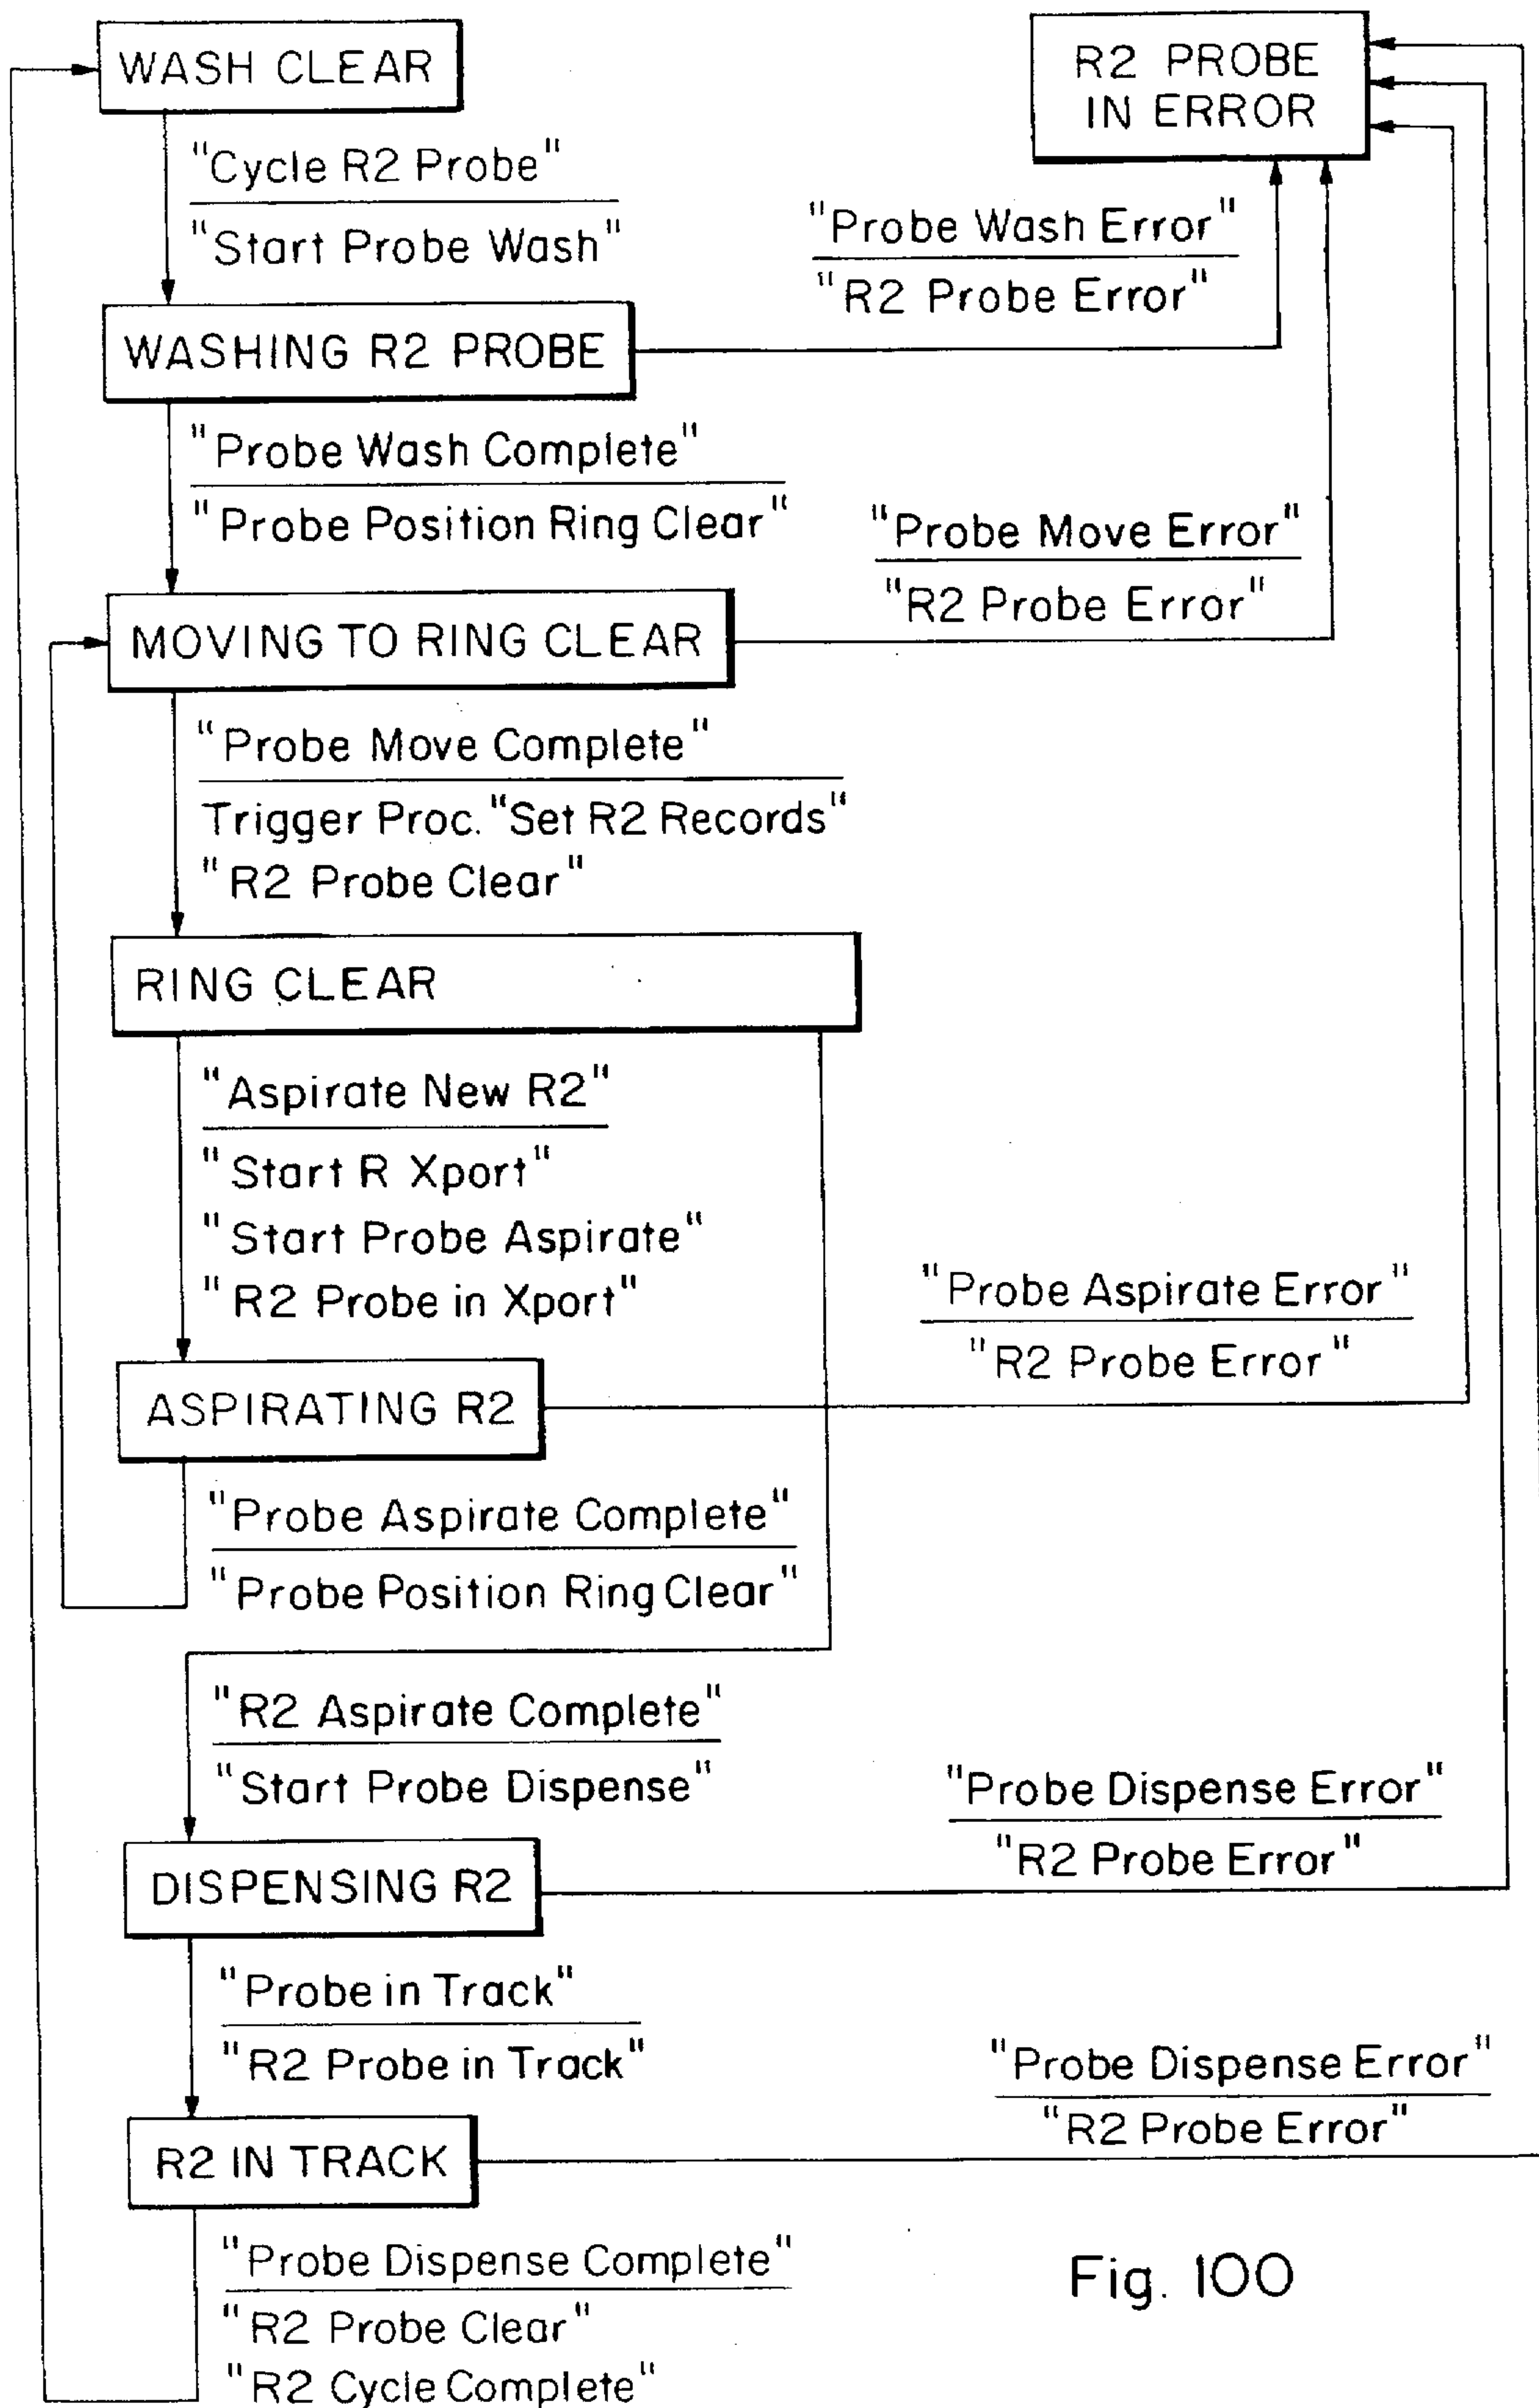 WASH CLEAR
R2 PROBE
IN ERROR
"Cycle R2 Probe"
"Start Probe Wash"
"Probe Wash Error"
"R2 Probe Error"
WASHING R2 PROBE
"Probe Wash Complete"
"Probe Position Ring Clear"
"Probe Move Error"
"R2 Probe Error"
MOVING TO RING CLEAR
"Probe Move Complete"
Trigger Proc. "Set R2 Records"
"R2 Probe Clear"
RING CLEAR
"Aspirate New R2"
"Start R Xport"
"Start Probe Aspirate"
"R2 Probe in Xport"
"Probe Aspirate Error"
"R2 Probe Error"
ASPIRATING R2
"Probe Aspirate Complete"
"Probe Position Ring Clear"
"R2 Aspirate Complete"
"Start Probe Dispense"
"Probe Dispense Error"
"R2 Probe Error"
DISPENSING R2
"Probe in Track"
"R2 Probe in Track"
"Probe Dispense Error"
"R2 Probe Error"
R2 IN TRACK
"Probe Dispense Complete"
"R2 Probe Clear"
"R2 Cycle Complete"
Fig. 100